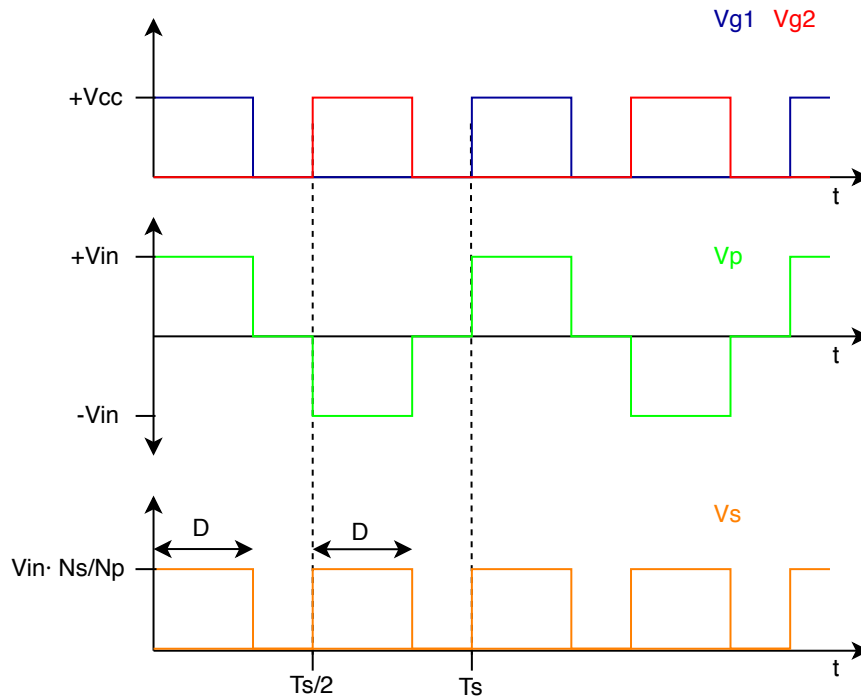 Vg1 Vg2
+Vcc
t
+Vin
Vp
t
-Vin
D
D
Vs
Vin· Ns/Np
t
Ts/2
Ts